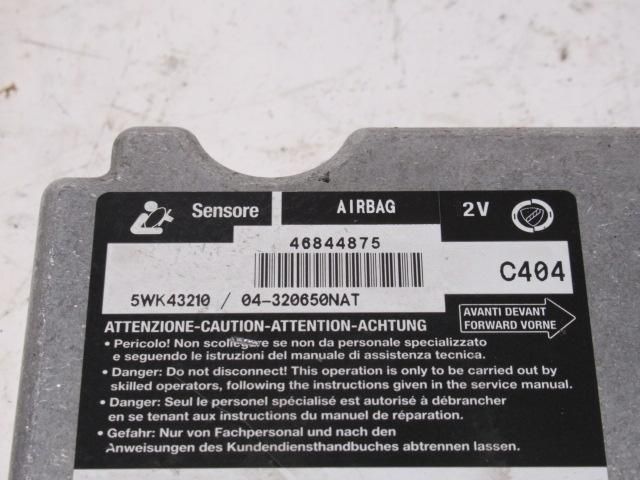 Sensore AIRBAG 2V
46844875
C404
5WK43210 / 04-320650NAT
AVANTI DEVANT
FORWARD VORNE
ATTENZIONE-CAUTION-ATTENTION-ACHTUNG
• Pericolo! Non scollegare se non da personale specializzato
e seguendo le istruzioni del manuale di assistenza tecnica.
• Danger: Do not disconnect! This operation is only to be carried out by
skilled operators, following the instructions given in the service manual.
• Danger: Seul le personel spécialisé est autorisé à débrancher
en se tenant aux instructions du manuel de réparation.
• Gefahr: Nur von Fachpersonal und nach den
Anweisungen des Kundendiensthandbuches abtrennen lassen.